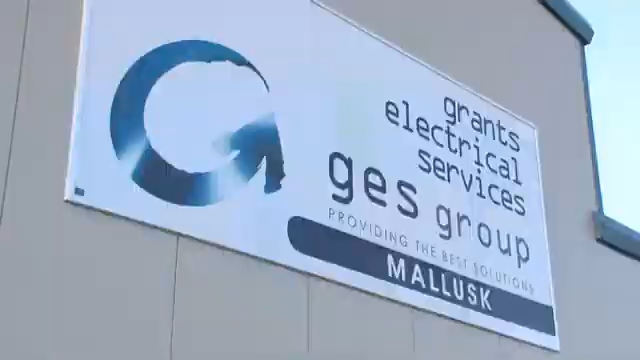 grants
electrical
services
ges group
PROVIDING THE BEST SOLUTIONS
MALLUSK